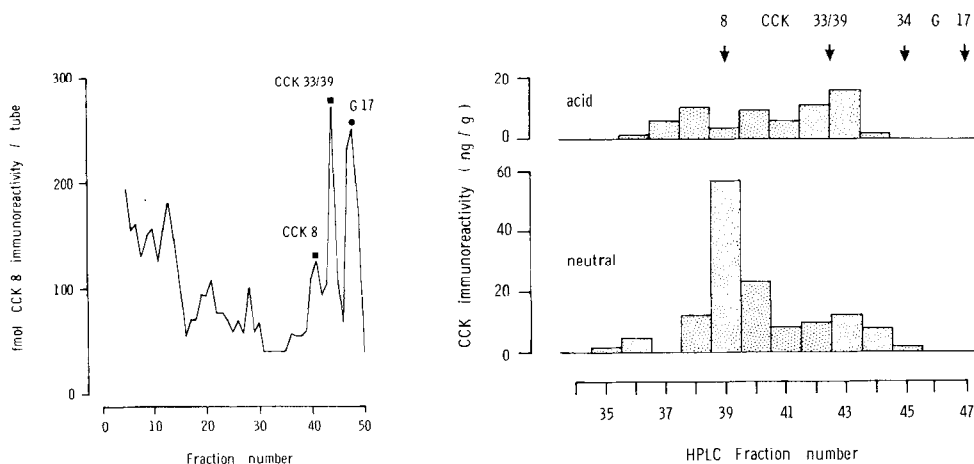 300
200
100
0
fmol CCK 8 immunoreactivity / tube
CCK 33/39
G 17
CCK 8
0 10 20 30 40 50
Fraction number
8 CCK 33/39 34 G 17
20
0
acid
CCK immunoreactivity ( ng / g )
60
40
20
0
neutral
35 37 39 41 43 45 47
HPLC Fraction number